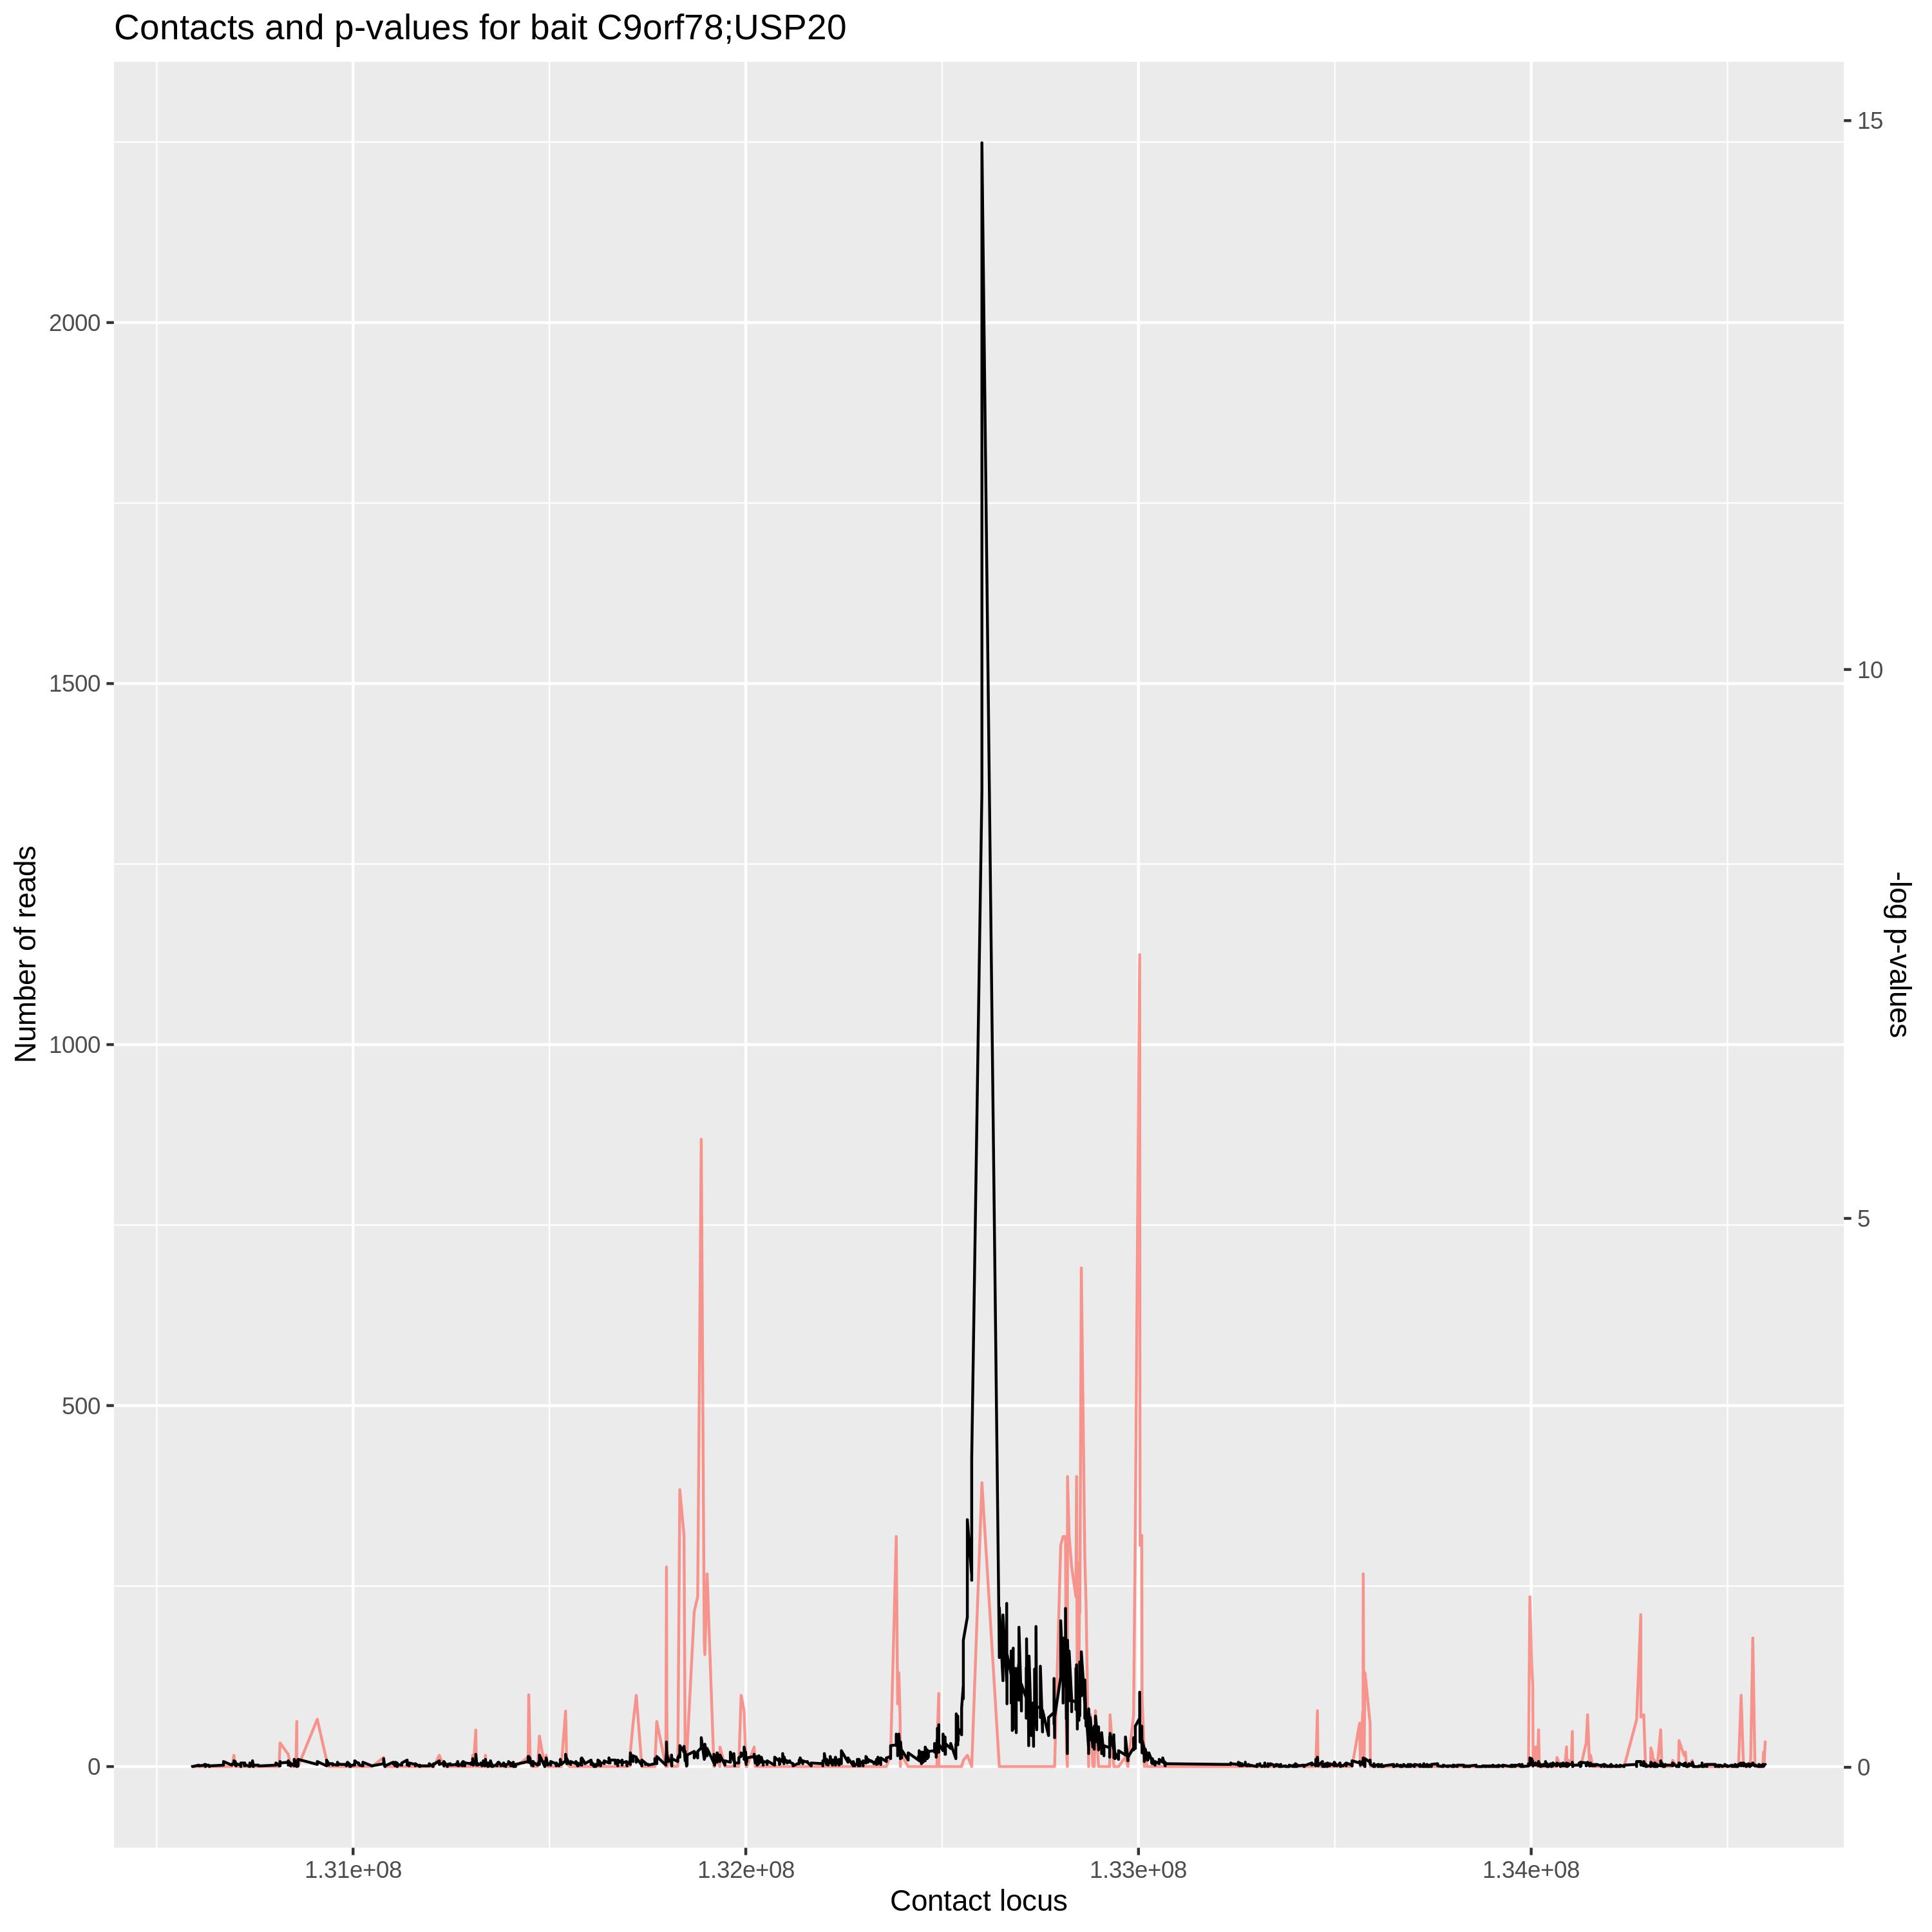 Contacts and p-values for bait C9orf78;USP20
15
2000
10
1500
Number of reads
-log p-values
1000
5
500
0
0
1.31e+08
1.32e+08
1.33e+08
1.34e+08
Contact locus